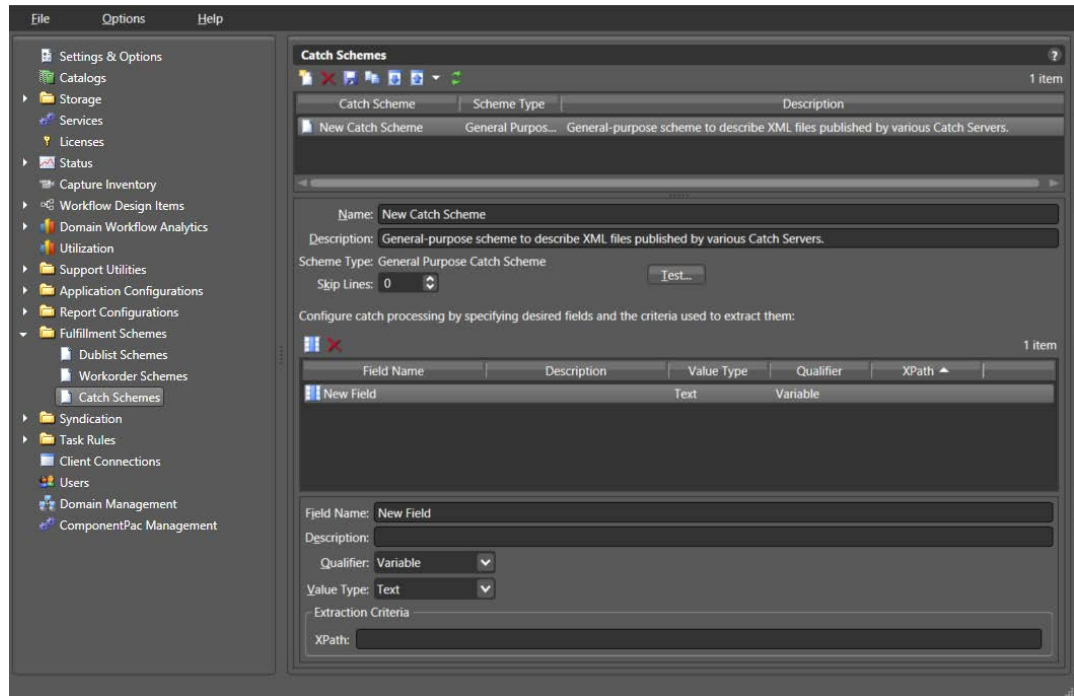 File Options Help
Settings & Options
Catalogs
Storage
Services
Licenses
Status
Capture Inventory
Workflow Design Items
Domain Workflow Analytics
Utilization
Support Utilities
Application Configurations
Report Configurations
Fulfillment Schemes
Dublist Schemes
Workorder Schemes
Catch Schemes
Syndication
Task Rules
Client Connections
Users
Domain Management
ComponentPac Management
Catch Schemes ?
1 item
Catch Scheme Scheme Type Description
New Catch Scheme General Purpos... General-purpose scheme to describe XML files published by various Catch Servers.
Name: New Catch Scheme
Description: General-purpose scheme to describe XML files published by various Catch Servers.
Scheme Type: General Purpose Catch Scheme
Skip Lines: 0 Test...
Configure catch processing by specifying desired fields and the criteria used to extract them:
1 item
Field Name Description Value Type Qualifier XPath
New Field Text Variable
Field Name: New Field
Description:
Qualifier: Variable
Value Type: Text
Extraction Criteria
XPath: